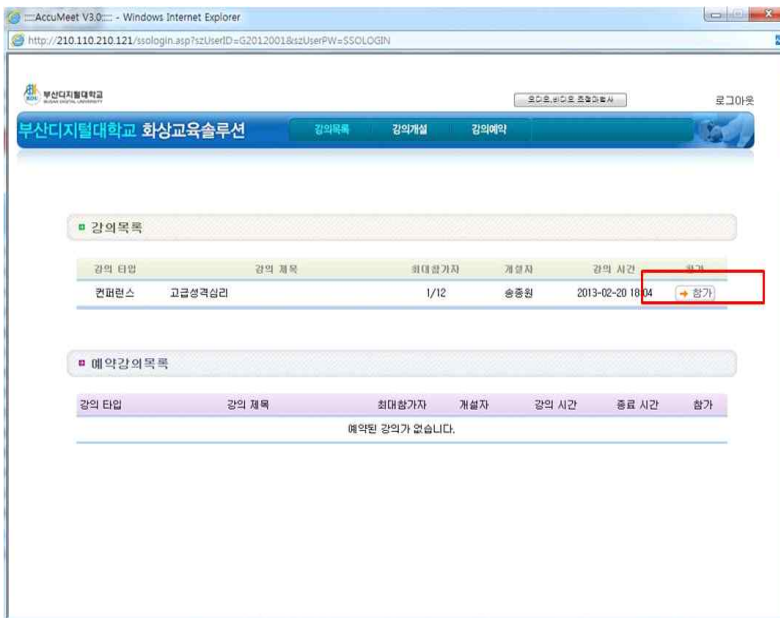 ::::AccuMeet V3.0:::: - Windows Internet Explorer
http://210.110.210.121/ssologin.asp?szUserID=G2012001&szUserPW=SSOLOGIN
부산디지털대학교
BUSAN DIGITAL UNIVERSITY
로그아웃
부산디지털대학교 화상교육솔루션 강의목록 강의개설 강의예약
강의목록
강의 타입 강의 제목 최대참가자 개설자 강의 시간 참가
컨퍼런스 고급성격심리 1/12 송종원 2013-02-20 18:04 참가
예약강의목록
강의 타입 강의 제목 최대참가자 개설자 강의 시간 종료 시간 참가
예약된 강의가 없습니다.